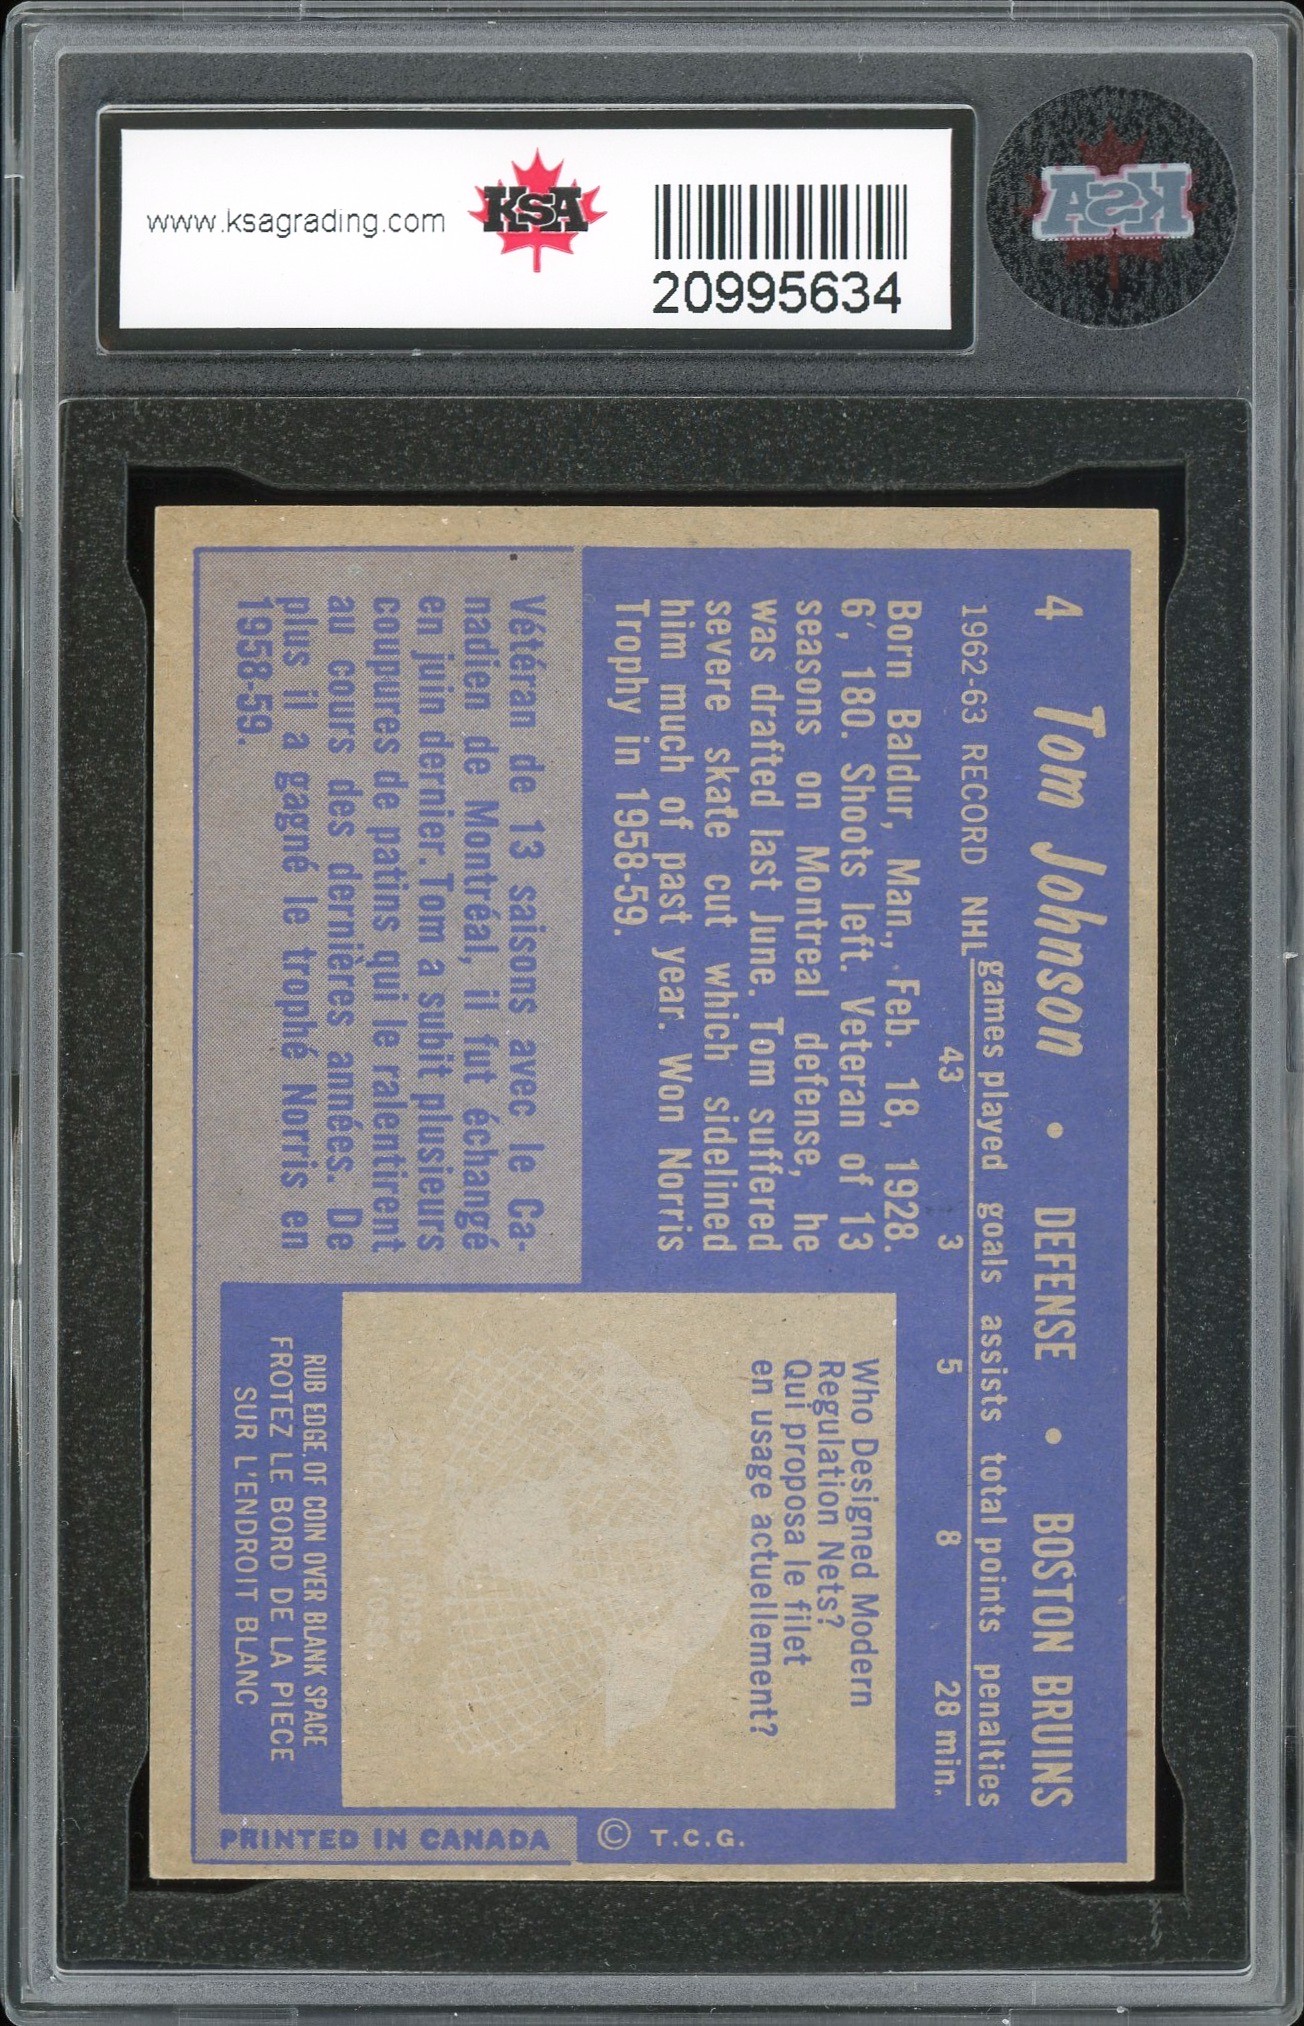 www.ksagrading.com
KSA
20995634
KSA
4 Tom Johnson • DEFENSE • BOSTON BRUINS
games played goals assists total points penalties
1962-63 RECORD NHL 43 3 5 8 28 min.
Born Baldur, Man., Feb. 18, 1928.
6', 180. Shoots left. Veteran of 13
seasons on Montreal defense, he
was drafted last June. Tom suffered
severe skate cut which sidelined
him much of past year. Won Norris
Trophy in 1958-59.
Vétéran de 13 saisons avec le Ca-
nadien de Montréal, il fut échangé
en juin dernier. Tom a subit plusieurs
coupures de patins qui le ralentirent
au cours des dernières années. De
plus il a gagné le trophé Norris en
1958-59.
Who Designed Modern
Regulation Nets?
Qui proposa le filet
en usage actuellement?
RUB EDGE OF COIN OVER BLANK SPACE
FROTEZ LE BORD DE LA PIECE
SUR L'ENDROIT BLANC
© T.C.G.
PRINTED IN CANADA